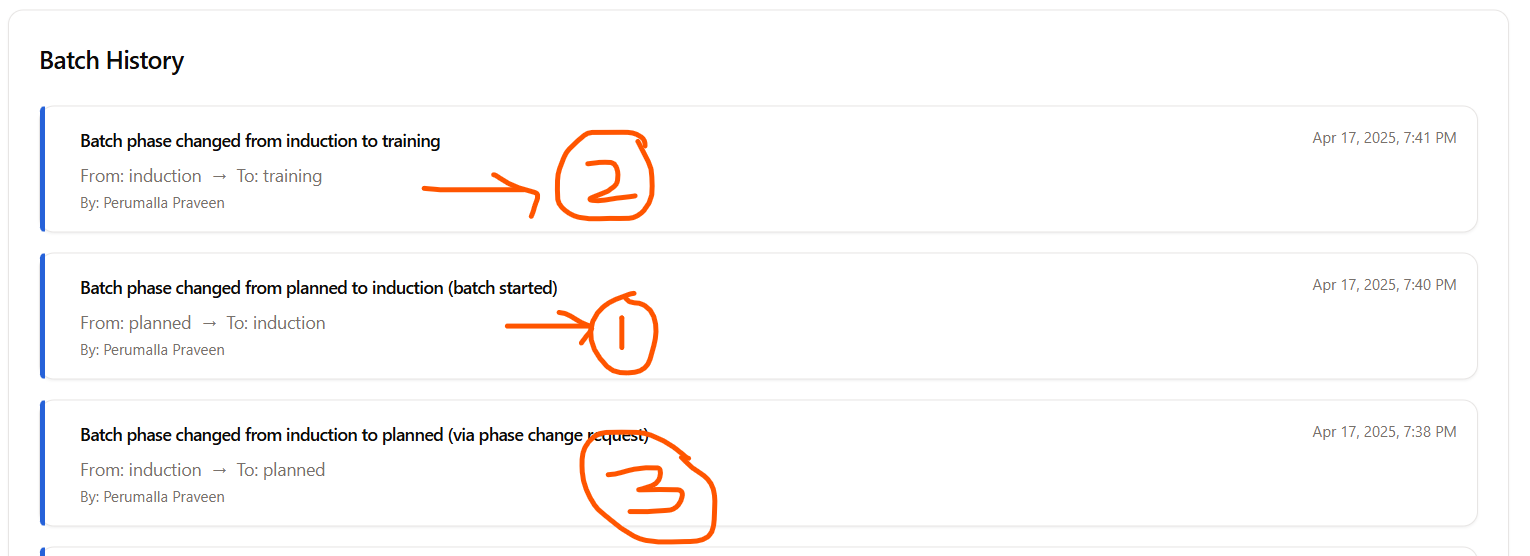 Batch History
Batch phase changed from induction to training
Apr 17, 2025, 7:41 PM
From: induction → To: training
2
By: Perumalla Praveen
Batch phase changed from planned to induction (batch started)
Apr 17, 2025, 7:40 PM
From: planned → To: induction
1
By: Perumalla Praveen
Batch phase changed from induction to planned (via phase change request)
Apr 17, 2025, 7:38 PM
From: induction → To: planned
3
By: Perumalla Praveen